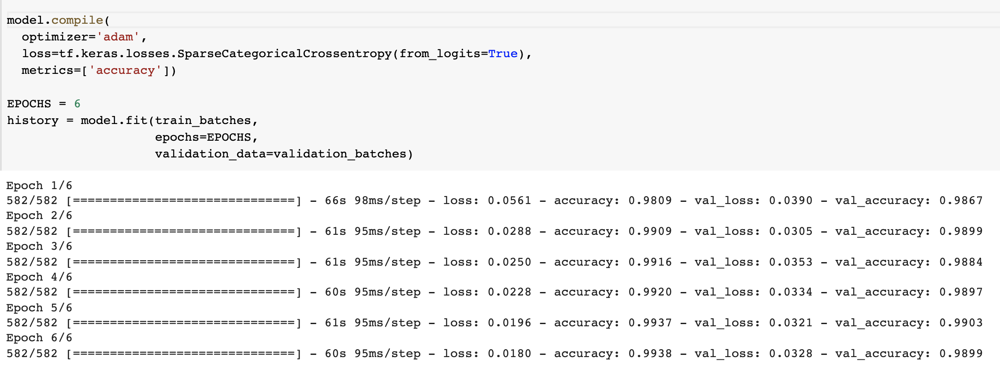 model.compile(
  optimizer='adam',
  loss=tf.keras.losses.SparseCategoricalCrossentropy(from_logits=True),
  metrics=['accuracy'])

EPOCHS = 6
history = model.fit(train_batches,
                    epochs=EPOCHS,
                    validation_data=validation_batches)
Epoch 1/6
582/582 [==============================] - 66s 98ms/step - loss: 0.0561 - accuracy: 0.9809 - val_loss: 0.0390 - val_accuracy: 0.9867
Epoch 2/6
582/582 [==============================] - 61s 95ms/step - loss: 0.0288 - accuracy: 0.9909 - val_loss: 0.0305 - val_accuracy: 0.9899
Epoch 3/6
582/582 [==============================] - 61s 95ms/step - loss: 0.0250 - accuracy: 0.9916 - val_loss: 0.0353 - val_accuracy: 0.9884
Epoch 4/6
582/582 [==============================] - 60s 95ms/step - loss: 0.0228 - accuracy: 0.9920 - val_loss: 0.0334 - val_accuracy: 0.9897
Epoch 5/6
582/582 [==============================] - 61s 95ms/step - loss: 0.0196 - accuracy: 0.9937 - val_loss: 0.0321 - val_accuracy: 0.9903
Epoch 6/6
582/582 [==============================] - 60s 95ms/step - loss: 0.0180 - accuracy: 0.9938 - val_loss: 0.0328 - val_accuracy: 0.9899